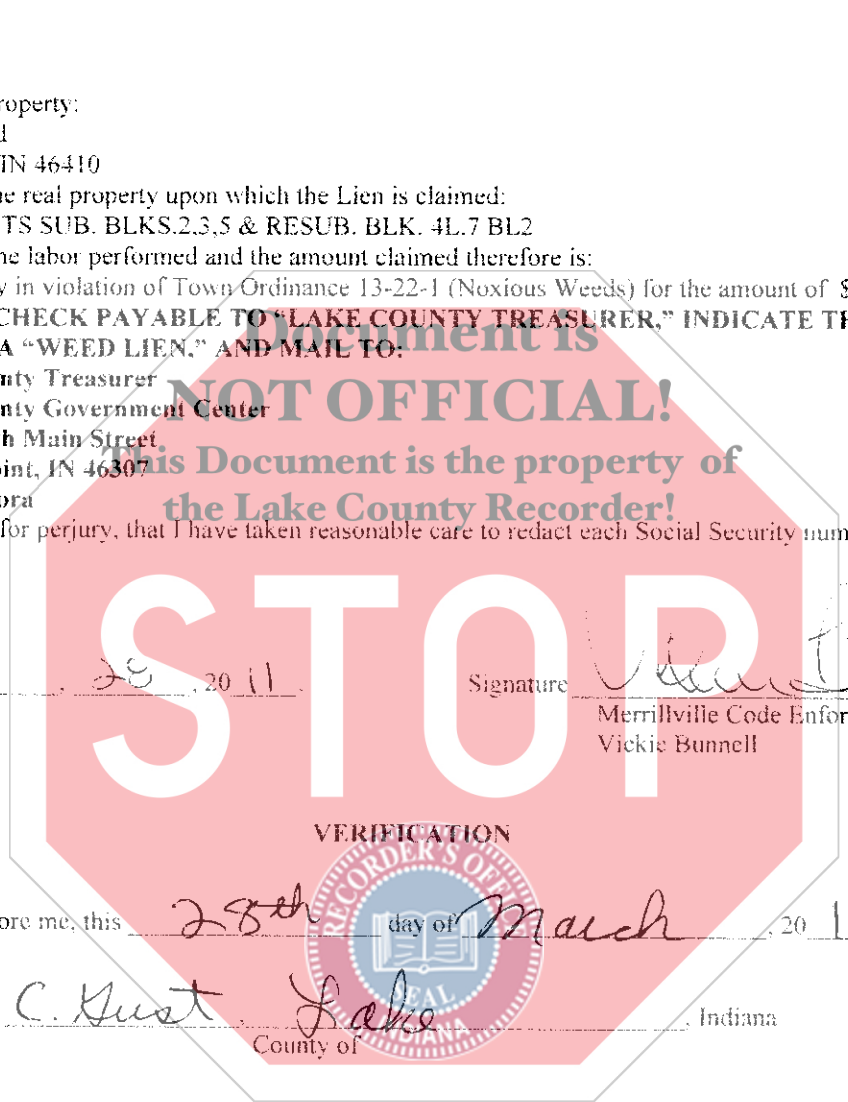 roperty:
d
IN 46410
he real property upon which the Lien is claimed:
TS SUB. BLKS.2,3,5 & RESUB. BLK. 4L.7 BL2
he labor performed and the amount claimed therefore is:
y in violation of Town Ordinance 13-22-1 (Noxious Weeds) for the amount of $
CHECK PAYABLE TO “LAKE COUNTY TREASURER,” INDICATE TH
Document is
A “WEED LIEN,” AND MAIL TO:
nty Treasurer
NOT OFFICIAL!
nty Government Center
h Main Street
This Document is the property of
oint, IN 46307
ora
the Lake County Recorder!
for perjury, that I have taken reasonable care to redact each Social Security num
STOP
, 28 , 20 11 .
Signature
Merrillville Code Enfor
Vickie Bunnell
VERIFICATION
RECORDER'S OFFICE
ore me, this 28th day of March , 20 1
SEAL
C. Gust , Lake , Indiana
INDIANA
County of